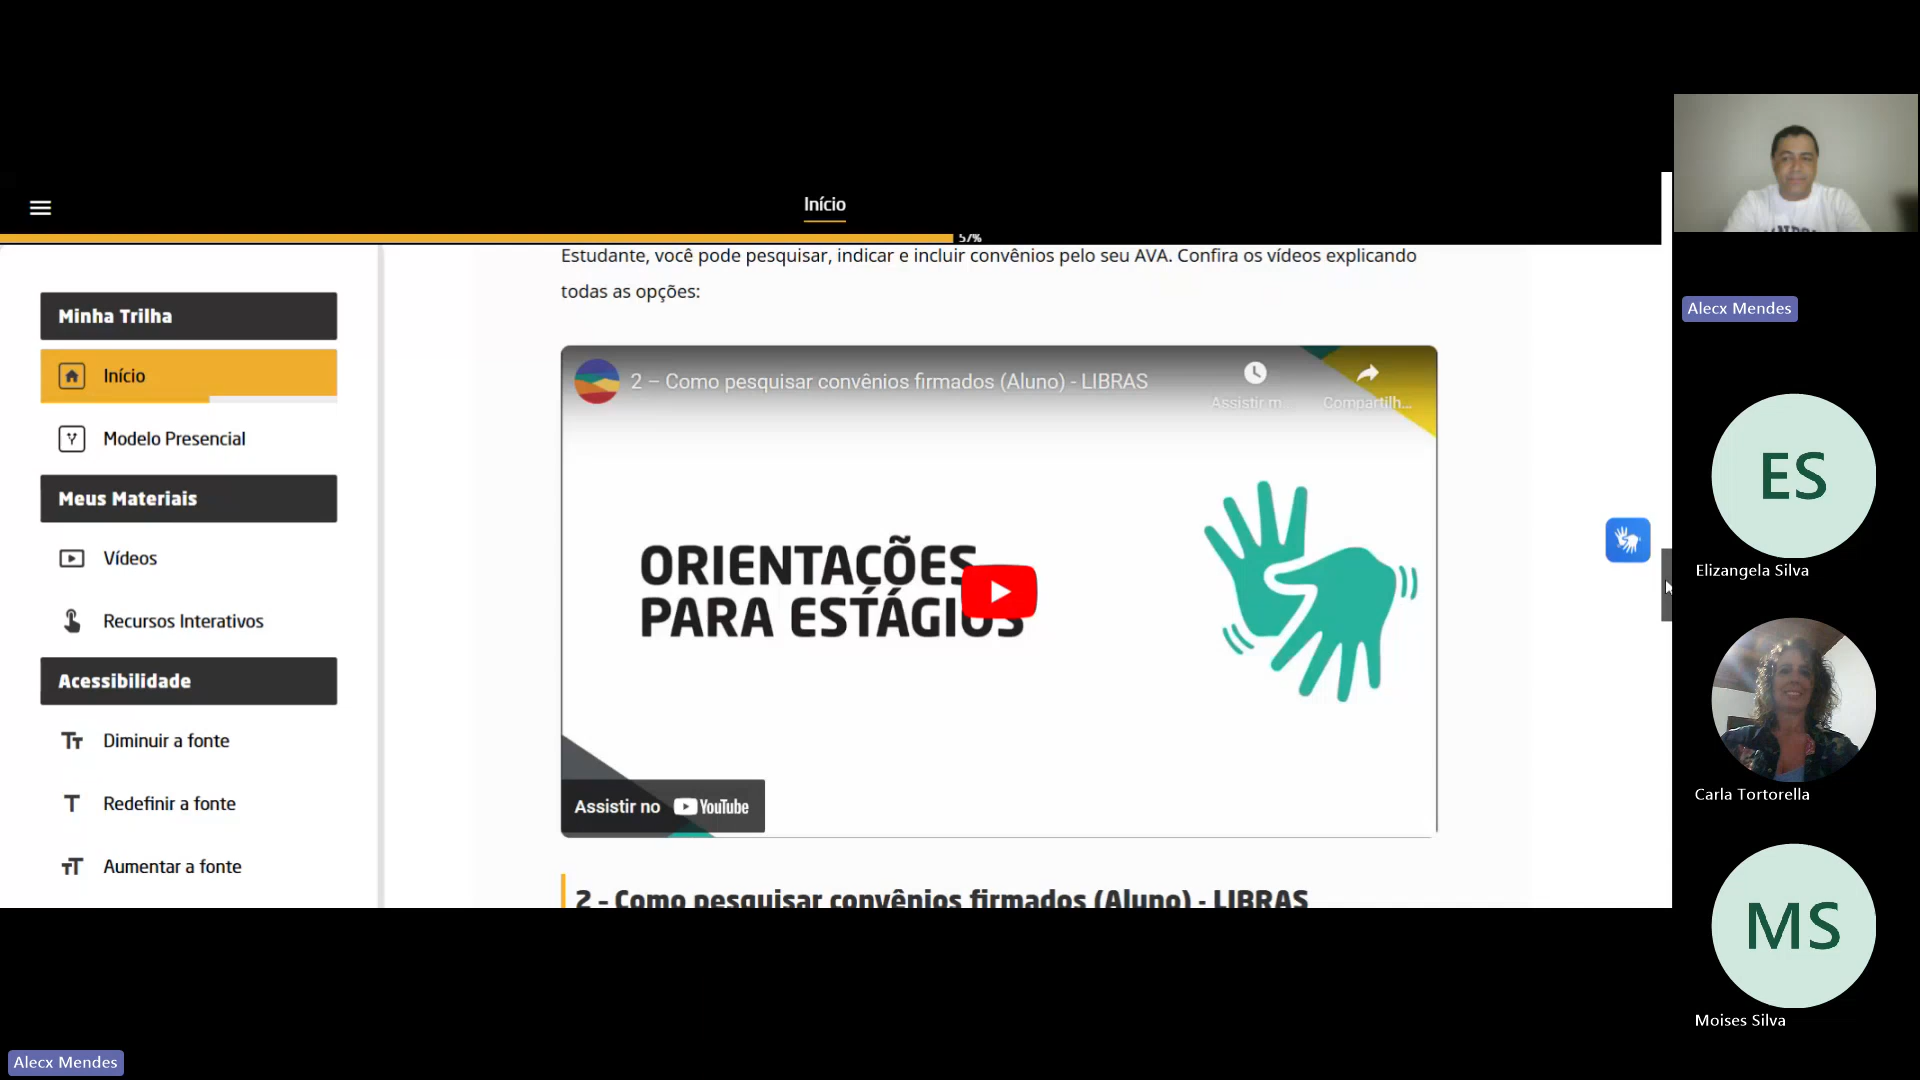 Início
57%
Estudante, você pode pesquisar, indicar e incluir convênios pelo seu AVA. Confira os vídeos explicando
todas as opções:
Minha Trilha
Início
Modelo Presencial
Meus Materiais
Vídeos
Recursos Interativos
Acessibilidade
Diminuir a fonte
Redefinir a fonte
Aumentar a fonte
2 – Como pesquisar convênios firmados (Aluno) - LIBRAS
Assistir m...
Compartilh...
ORIENTAÇÕES
PARA ESTÁGIOS
Assistir no YouTube
2 - Como pesquisar convênios firmados (Aluno) - LIBRAS
Alecx Mendes
ES
Elizangela Silva
Carla Tortorella
MS
Moises Silva
Alecx Mendes